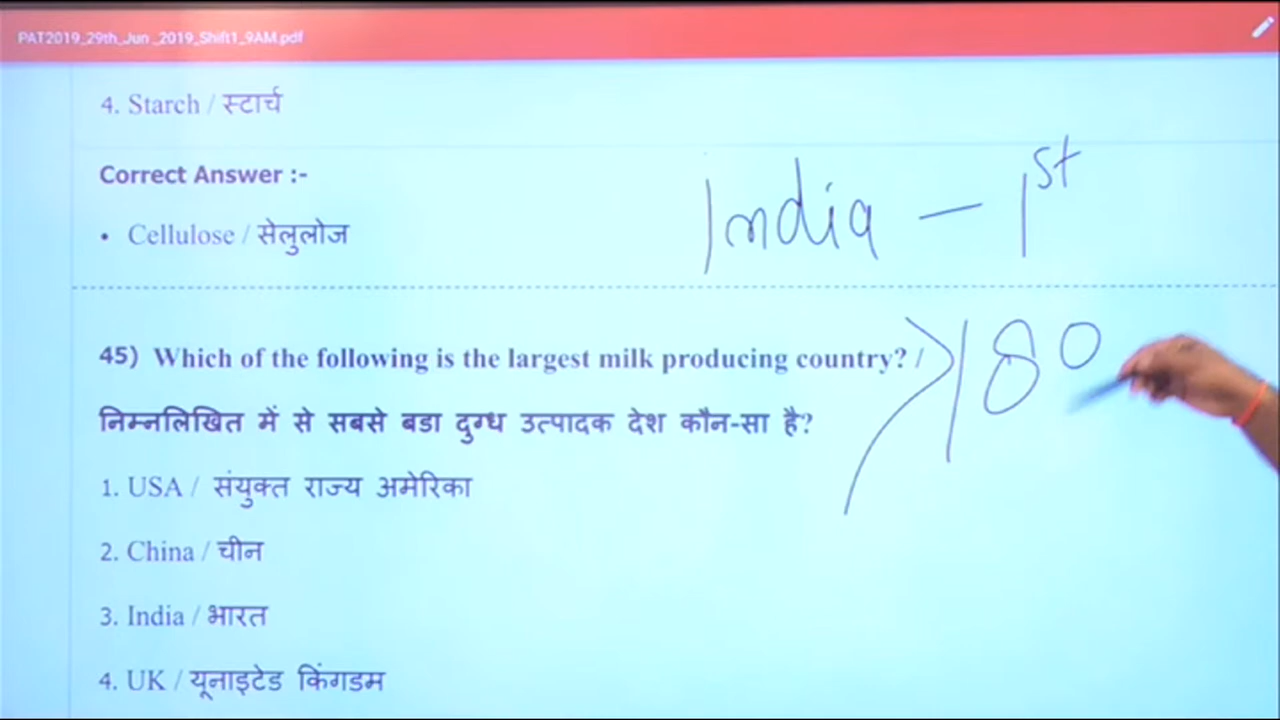 PAT2019_29th_Jun_2019_Shift1_9AM.pdf
4. Starch / स्टार्च
Correct Answer :-
• Cellulose / सेलुलोज
India - 1st
45) Which of the following is the largest milk producing country? /
>180
निम्नलिखित में से सबसे बडा दुग्ध उत्पादक देश कौन-सा है?
1. USA / संयुक्त राज्य अमेरिका
2. China / चीन
3. India / भारत
4. UK / यूनाइटेड किंगडम